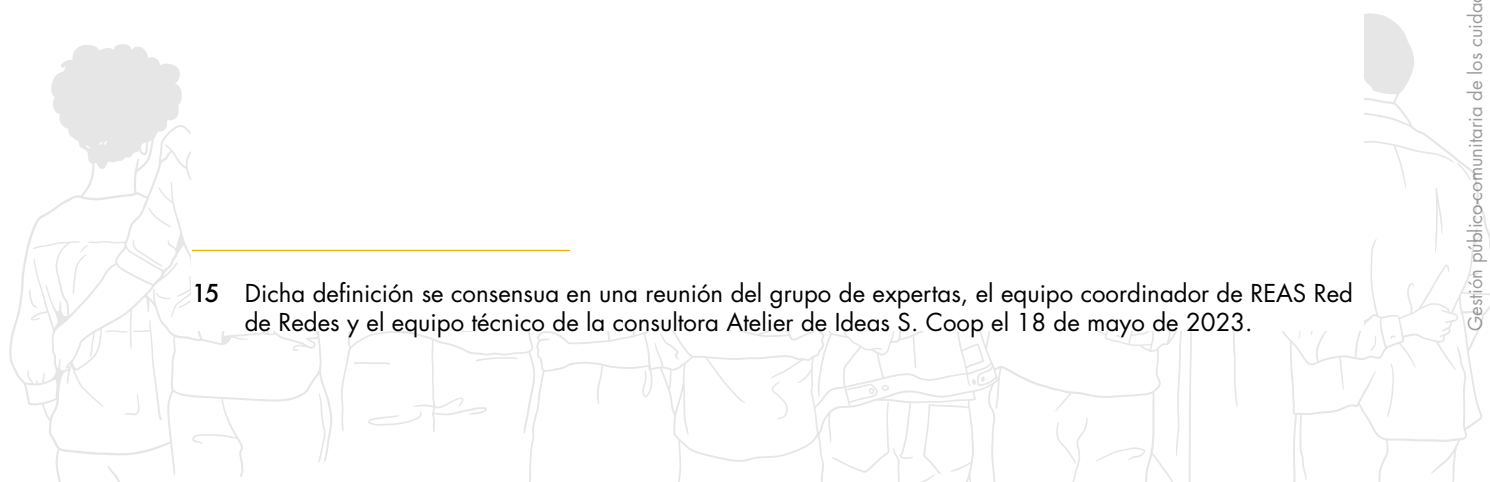 15 Dicha definición se consensua en una reunión del grupo de expertas, el equipo coordinador de REAS Red
de Redes y el equipo técnico de la consultora Atelier de Ideas S. Coop el 18 de mayo de 2023.
Gestión público-comunitaria de los